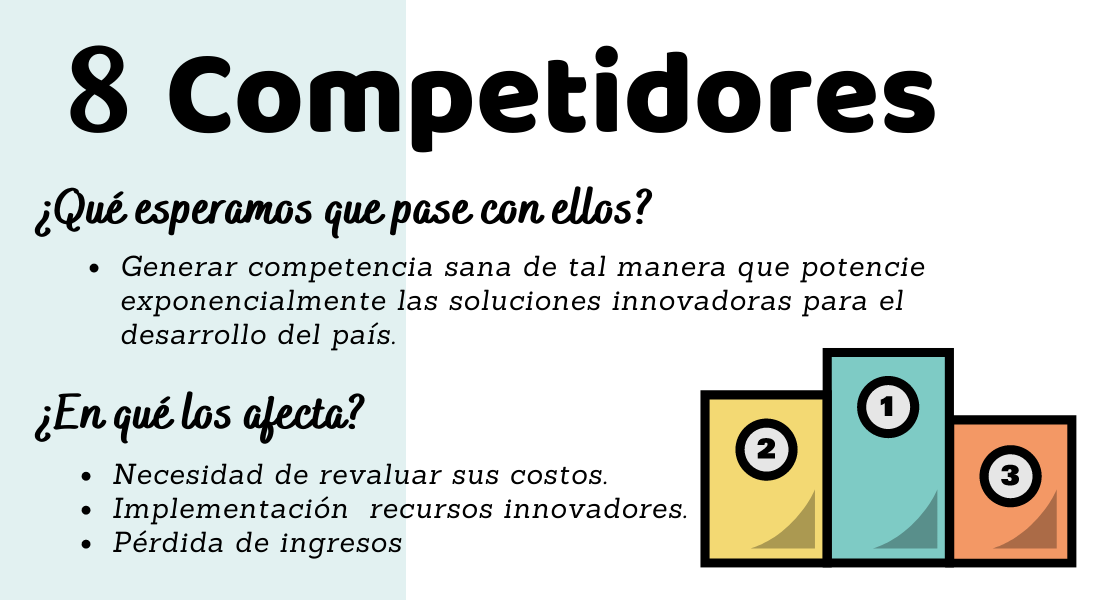 8 Competidores
¿Qué esperamos que pase con ellos?
• Generar competencia sana de tal manera que potencie
exponencialmente las soluciones innovadoras para el
desarrollo del país.
¿En qué los afecta?
• Necesidad de revaluar sus costos.
• Implementación recursos innovadores.
• Pérdida de ingresos
2
1
3